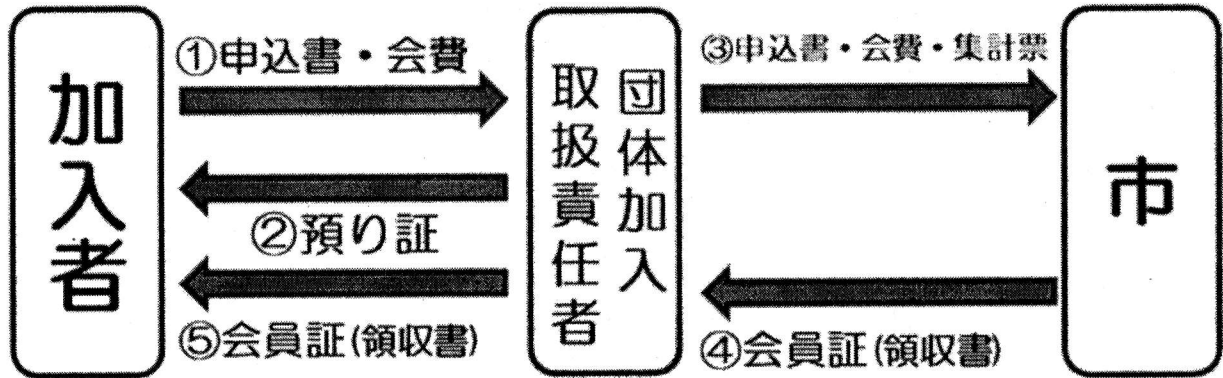 加入者
①申込書・会費
②預り証
⑤会員証(領収書)
団体加入
取扱責任者
③申込書・会費・集計票
④会員証(領収書)
市